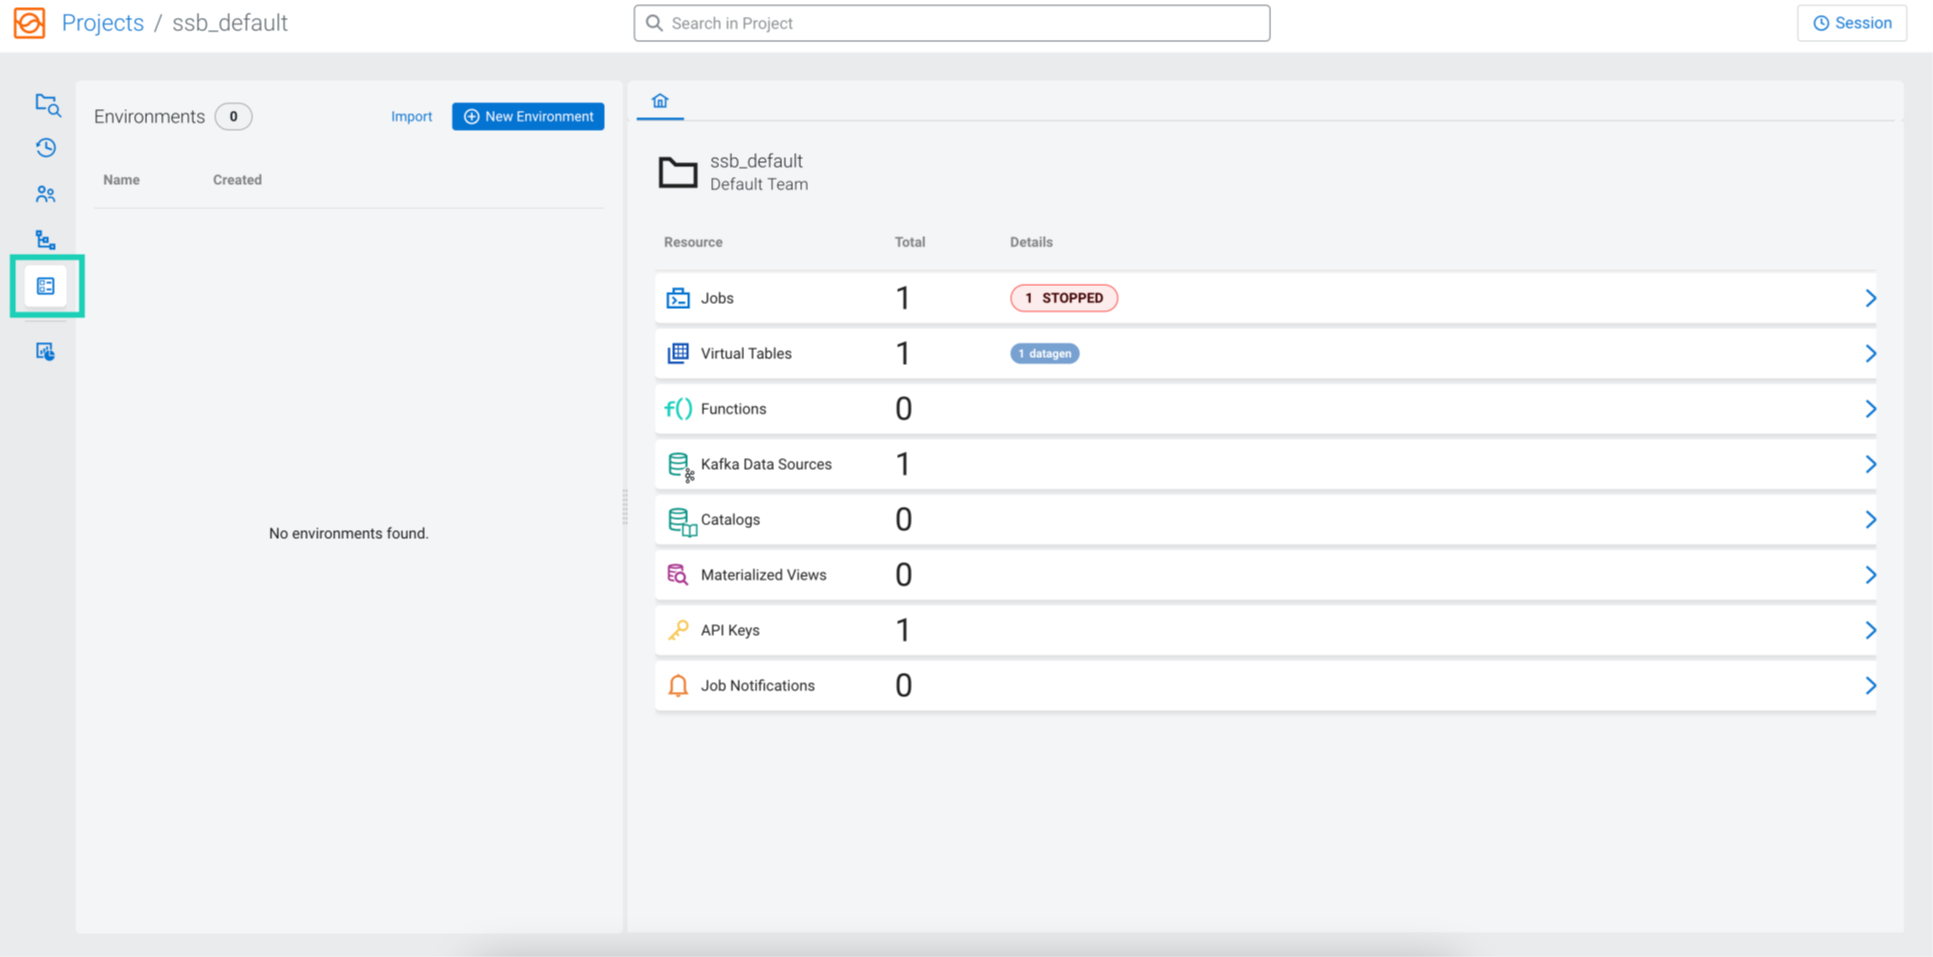 Projects / ssb_default
Search in Project
Session
Environments 0
Import
New Environment
Name Created
No environments found.
ssb_default
Default Team
Resource Total Details
Jobs 1 1 STOPPED
Virtual Tables 1 1 datagen
f() Functions 0
Kafka Data Sources 1
Catalogs 0
Materialized Views 0
API Keys 1
Job Notifications 0